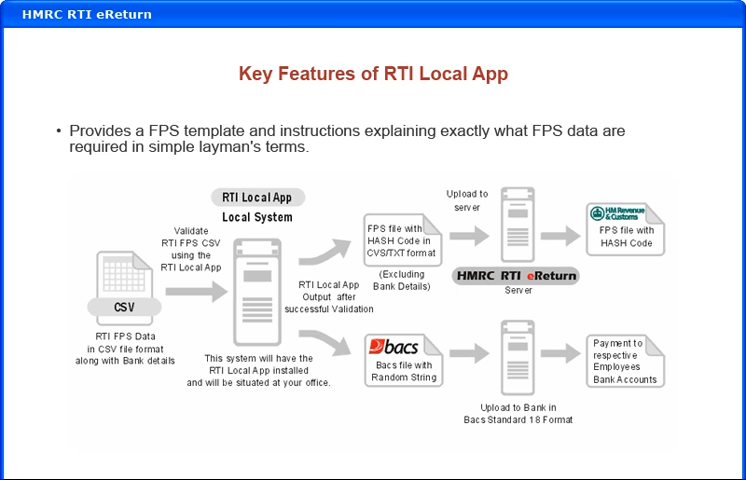 HMRC RTI eReturn
Key Features of RTI Local App
• Provides a FPS template and instructions explaining exactly what FPS data are
required in simple layman's terms.
RTI Local App
Local System
Validate
RTI FPS CSV
using the
RTI Local App
CSV
RTI FPS Data
in CSV file format
along with Bank details
This system will have the
RTI Local App installed
and will be situated at your office.
RTI Local App
Output after
successful Validation
FPS file with
HASH Code in
CVS/TXT format
(Excluding
Bank Details)
Upload to
server
HMRC RTI eReturn
Server
HM Revenue
& Customs
FPS file with
HASH Code
bacs
Bacs file with
Random String
Upload to Bank in
Bacs Standard 18 Format
Payment to
respective
Employees
Bank Accounts